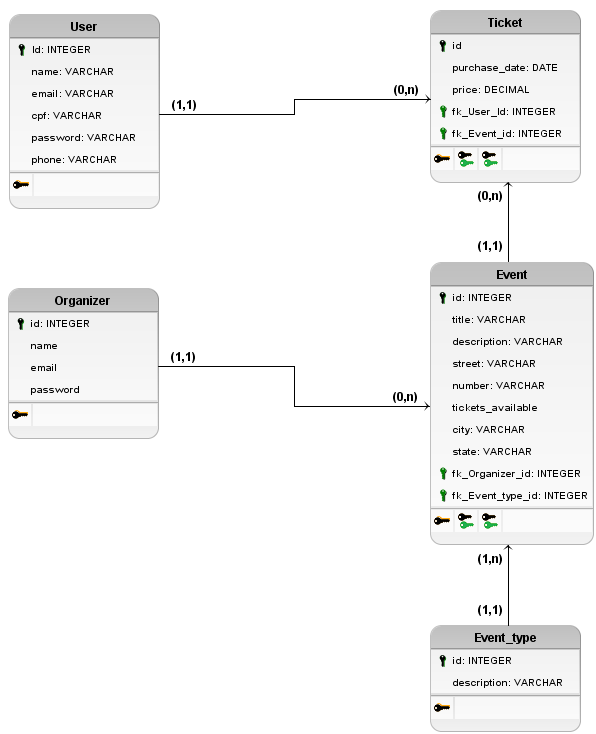 User
Id: INTEGER
name: VARCHAR
email: VARCHAR
cpf: VARCHAR
password: VARCHAR
phone: VARCHAR
(1,1)
(0,n)
Ticket
id
purchase_date: DATE
price: DECIMAL
fk_User_Id: INTEGER
fk_Event_id: INTEGER
(0,n)
(1,1)
Organizer
id: INTEGER
name
email
password
(1,1)
(0,n)
Event
id: INTEGER
title: VARCHAR
description: VARCHAR
street: VARCHAR
number: VARCHAR
tickets_available
city: VARCHAR
state: VARCHAR
fk_Organizer_id: INTEGER
fk_Event_type_id: INTEGER
(1,n)
(1,1)
Event_type
id: INTEGER
description: VARCHAR